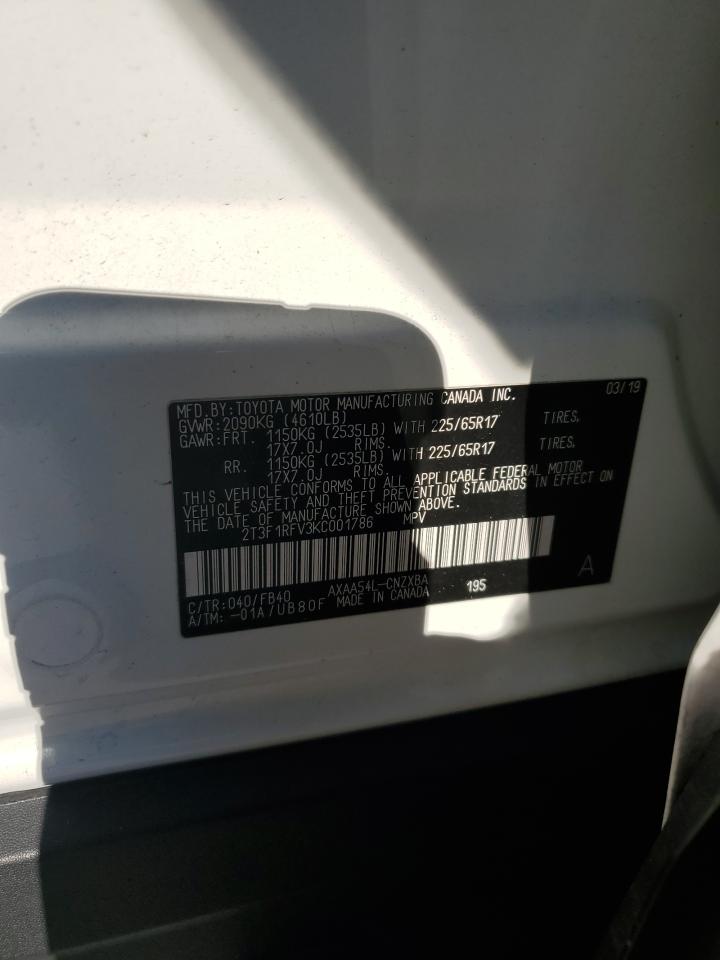 MFD.BY:TOYOTA MOTOR MANUFACTURING CANADA INC. 03/19
GVWR:2090KG (4610LB)
GAWR:FRT. 1150KG (2535LB) WITH 225/65R17 TIRES,
17X7.0J RIMS.
RR. 1150KG (2535LB) WITH 225/65R17 TIRES,
17X7.0J RIMS.
THIS VEHICLE CONFORMS TO ALL APPLICABLE FEDERAL MOTOR
VEHICLE SAFETY AND THEFT PREVENTION STANDARDS IN EFFECT ON
THE DATE OF MANUFACTURE SHOWN ABOVE.
2T3F1RFV3KC001786 MPV
C/TR:040/FB40 AXAA54L-CNZXBA 195 A
A/TM: -01A/UB80F MADE IN CANADA